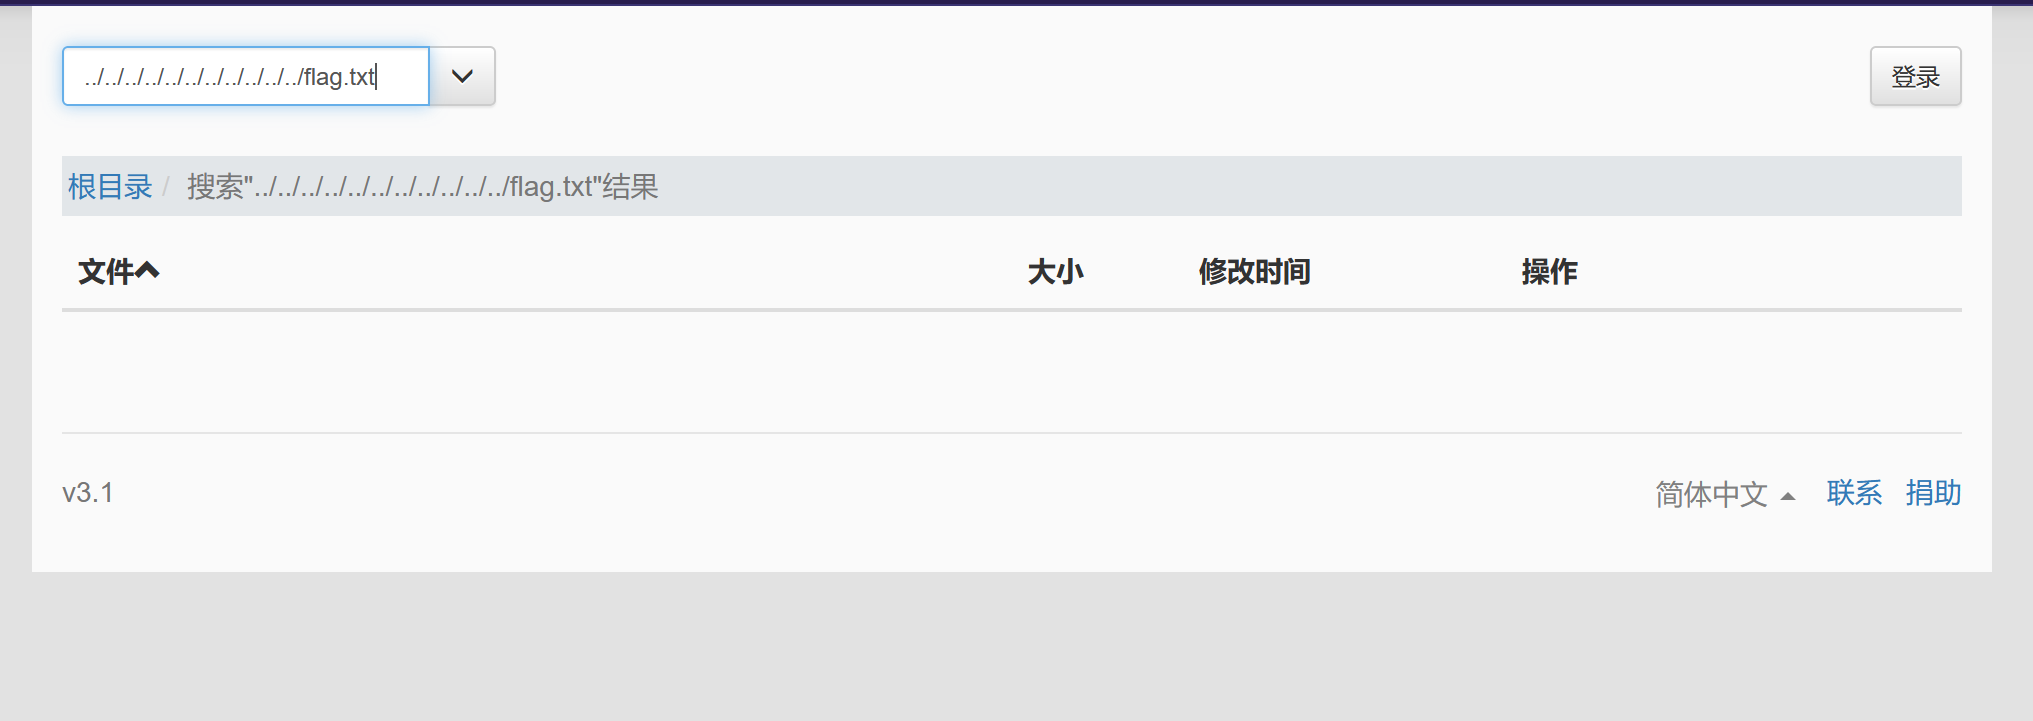 ../../../../../../../../../../../flag.txt
登录
根目录 / 搜索"../../../../../../../../../../../flag.txt"结果
文件 大小 修改时间 操作
v3.1 简体中文 联系 捐助